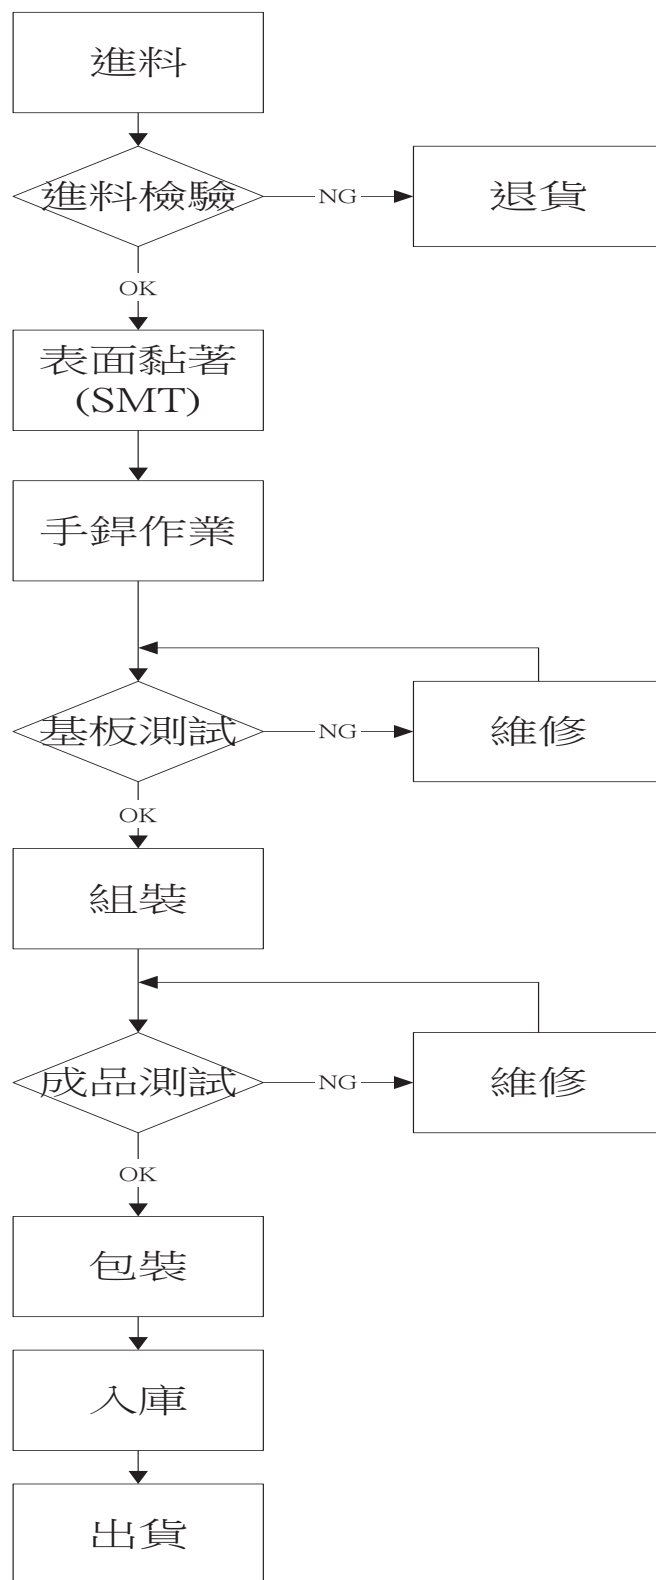 進料
進料檢驗
NG
退貨
OK
表面黏著
(SMT)
手銲作業
基板測試
NG
維修
OK
組裝
成品測試
NG
維修
OK
包裝
入庫
出貨